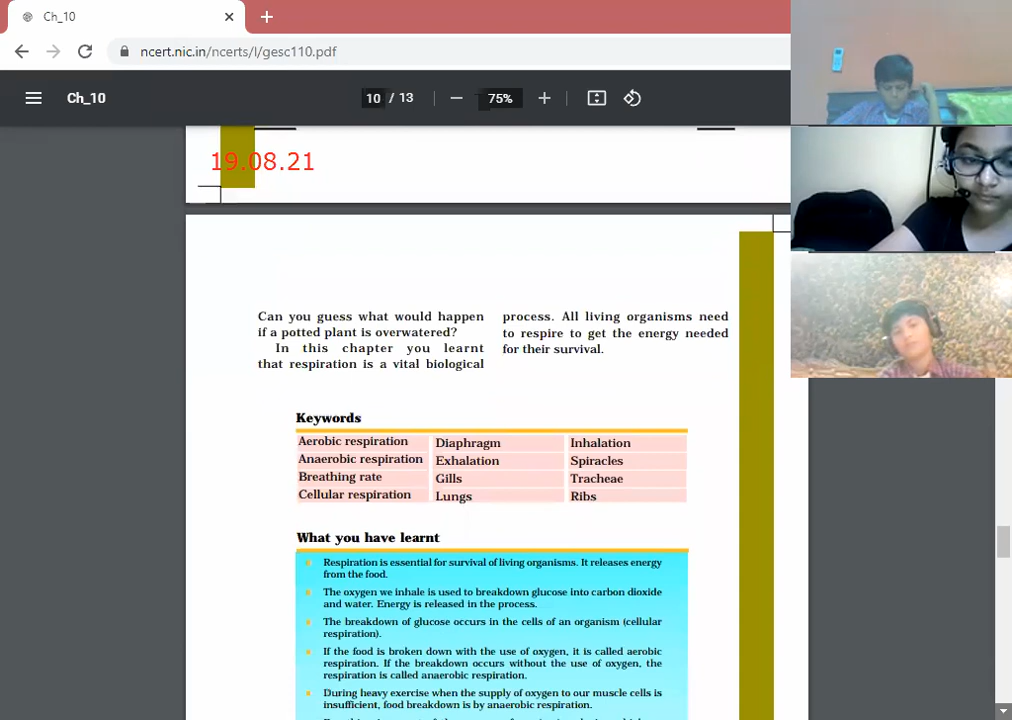 Ch_10
ncert.nic.in/ncerts/l/gesc110.pdf
Ch_10
10 / 13
75%
19.08.21
Can you guess what would happen
if a potted plant is overwatered?
In this chapter you learnt
that respiration is a vital biological
process. All living organisms need
to respire to get the energy needed
for their survival.
Keywords
Aerobic respiration
Anaerobic respiration
Breathing rate
Cellular respiration
Diaphragm
Exhalation
Gills
Lungs
Inhalation
Spiracles
Tracheae
Ribs
What you have learnt
Respiration is essential for survival of living organisms. It releases energy
from the food.
The oxygen we inhale is used to breakdown glucose into carbon dioxide
and water. Energy is released in the process.
The breakdown of glucose occurs in the cells of an organism (cellular
respiration).
If the food is broken down with the use of oxygen, it is called aerobic
respiration. If the breakdown occurs without the use of oxygen, the
respiration is called anaerobic respiration.
During heavy exercise when the supply of oxygen to our muscle cells is
insufficient, food breakdown is by anaerobic respiration.